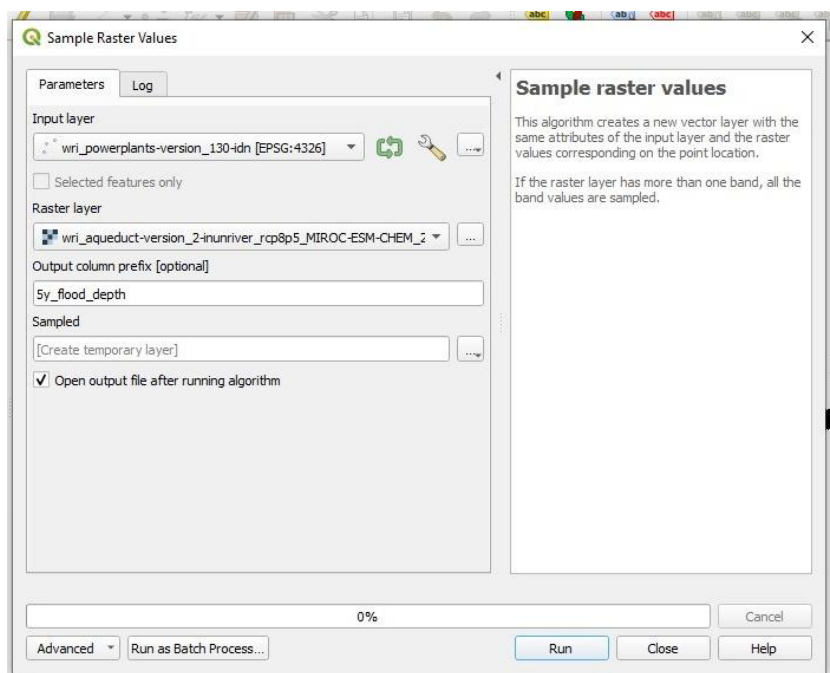 Sample Raster Values
Parameters
Log
Input layer
wri_powerplants-version_130-idn [EPSG:4326]
Selected features only
Raster layer
wri_aqueduct-version_2-inunriver_rcp8p5_MIROC-ESM-CHEM_2
...
Output column prefix [optional]
5y_flood_depth
Sampled
[Create temporary layer]
Open output file after running algorithm
Sample raster values
This algorithm creates a new vector layer with the
same attributes of the input layer and the raster
values corresponding on the point location.
If the raster layer has more than one band, all the
band values are sampled.
0%
Cancel
Advanced
Run as Batch Process...
Run
Close
Help